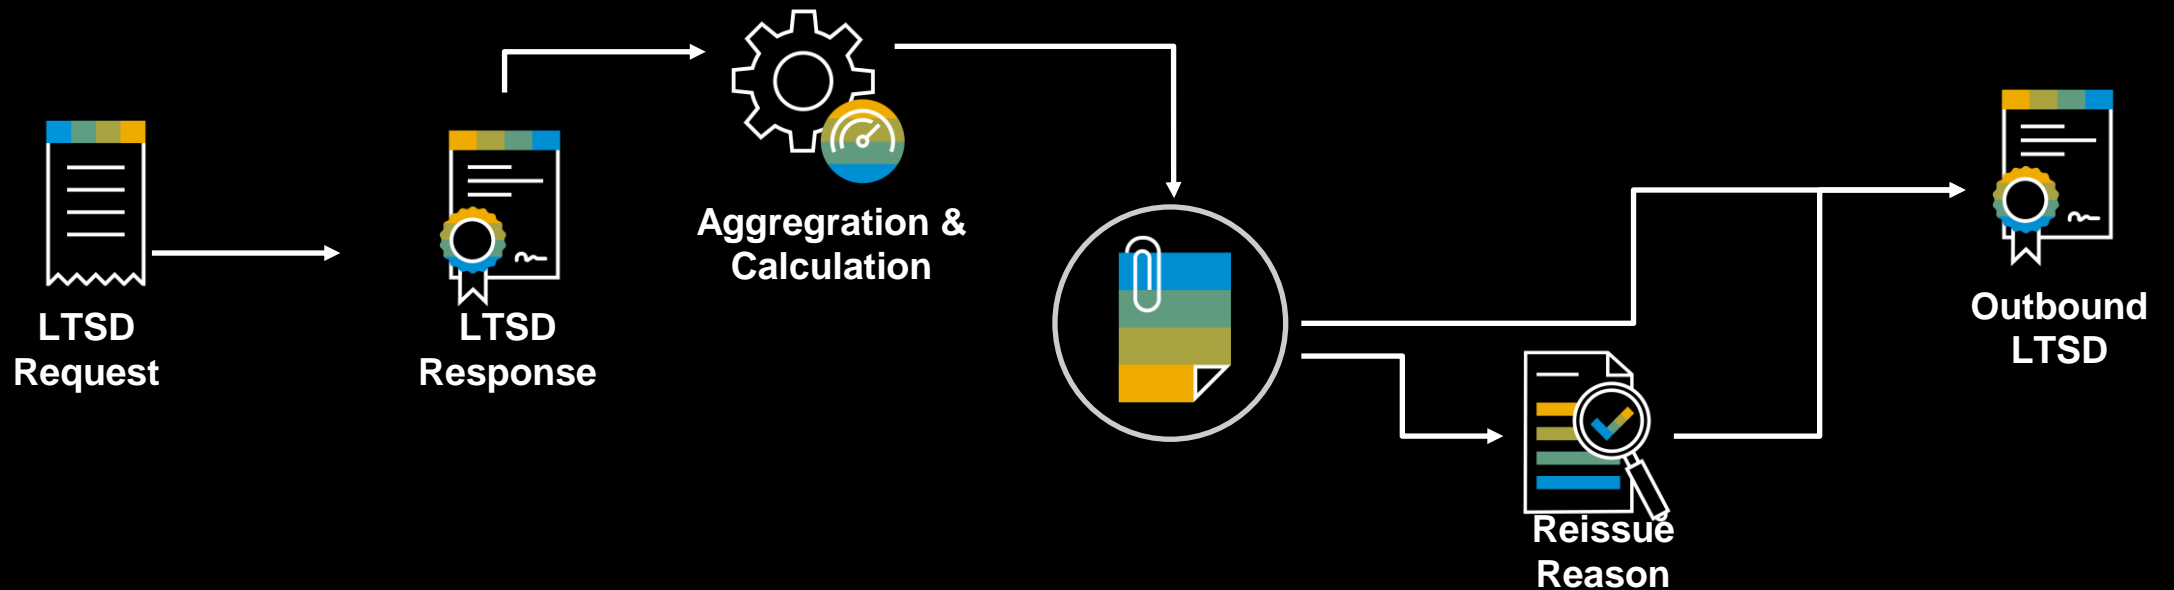 LTSD
Request
LTSD
Response
Aggregration &
Calculation
Reissue
Reason
Outbound
LTSD